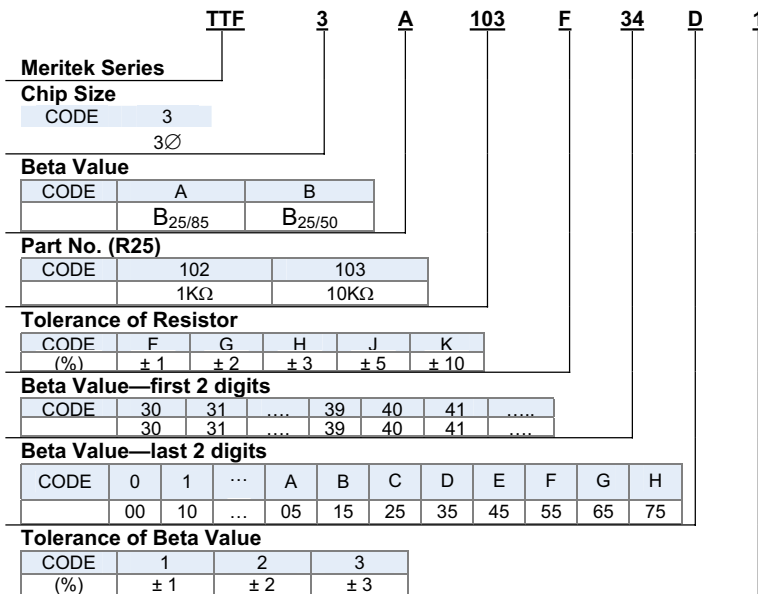 TTF 3 A 103 F 34 D 1
Meritek Series
Chip Size
CODE 3
3∅
Beta Value
CODE A B
B25/85 B25/50
Part No. (R25)
CODE 102 103
1KΩ 10KΩ
Tolerance of Resistor
CODE F G H J K
(%) ± 1 ± 2 ± 3 ± 5 ± 10
Beta Value—first 2 digits
CODE 30 31 …. 39 40 41 …..
30 31 …. 39 40 41 ….
Beta Value—last 2 digits
CODE 0 1 … A B C D E F G H
00 10 … 05 15 25 35 45 55 65 75
Tolerance of Beta Value
CODE 1 2 3
(%) ± 1 ± 2 ± 3